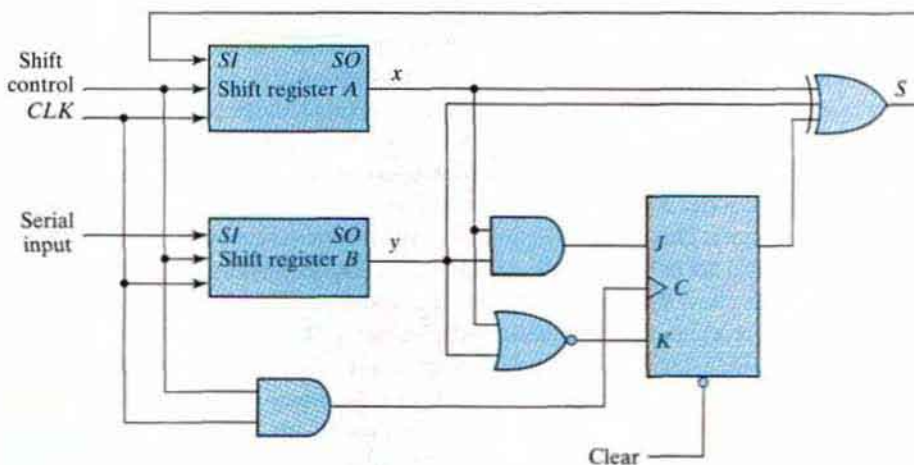 Shift
control
CLK
SI SO
Shift register A
x
S
Serial
input
SI SO
Shift register B
y
J
C
K
Clear